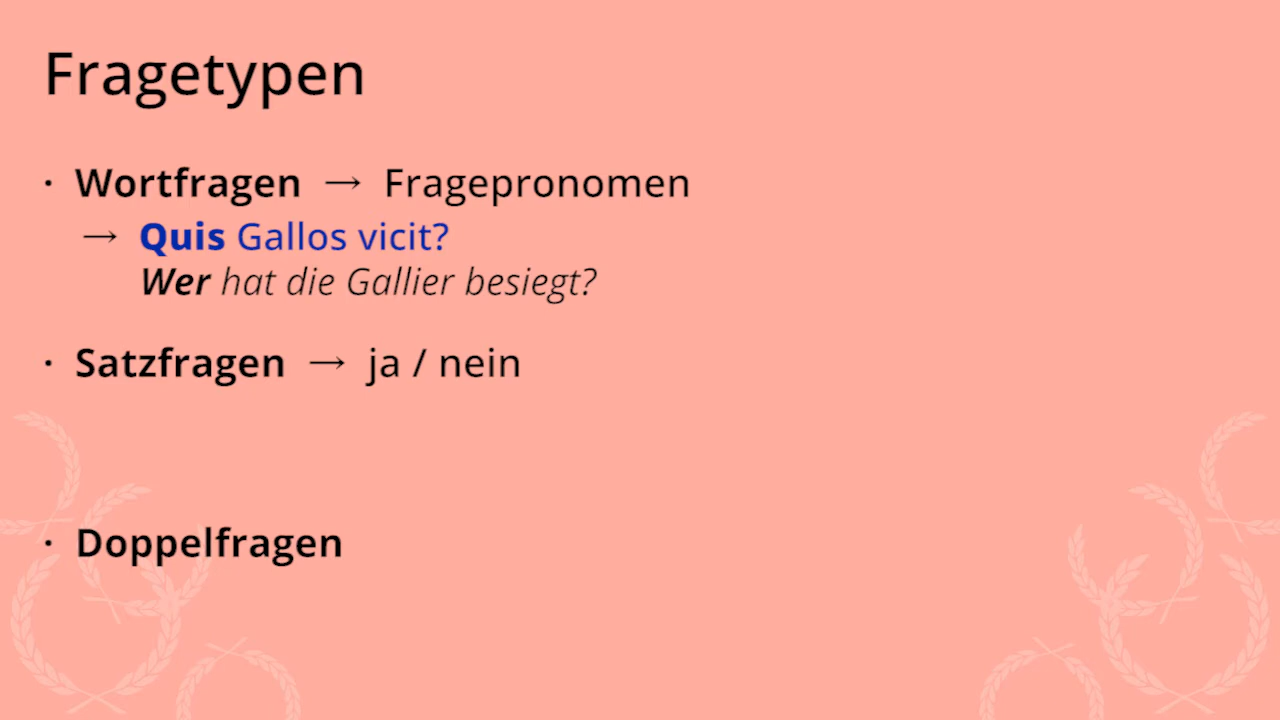 Fragetypen
· Wortfragen → Fragepronomen
→ Quis Gallos vicit?
Wer hat die Gallier besiegt?
· Satzfragen → ja / nein
· Doppelfragen